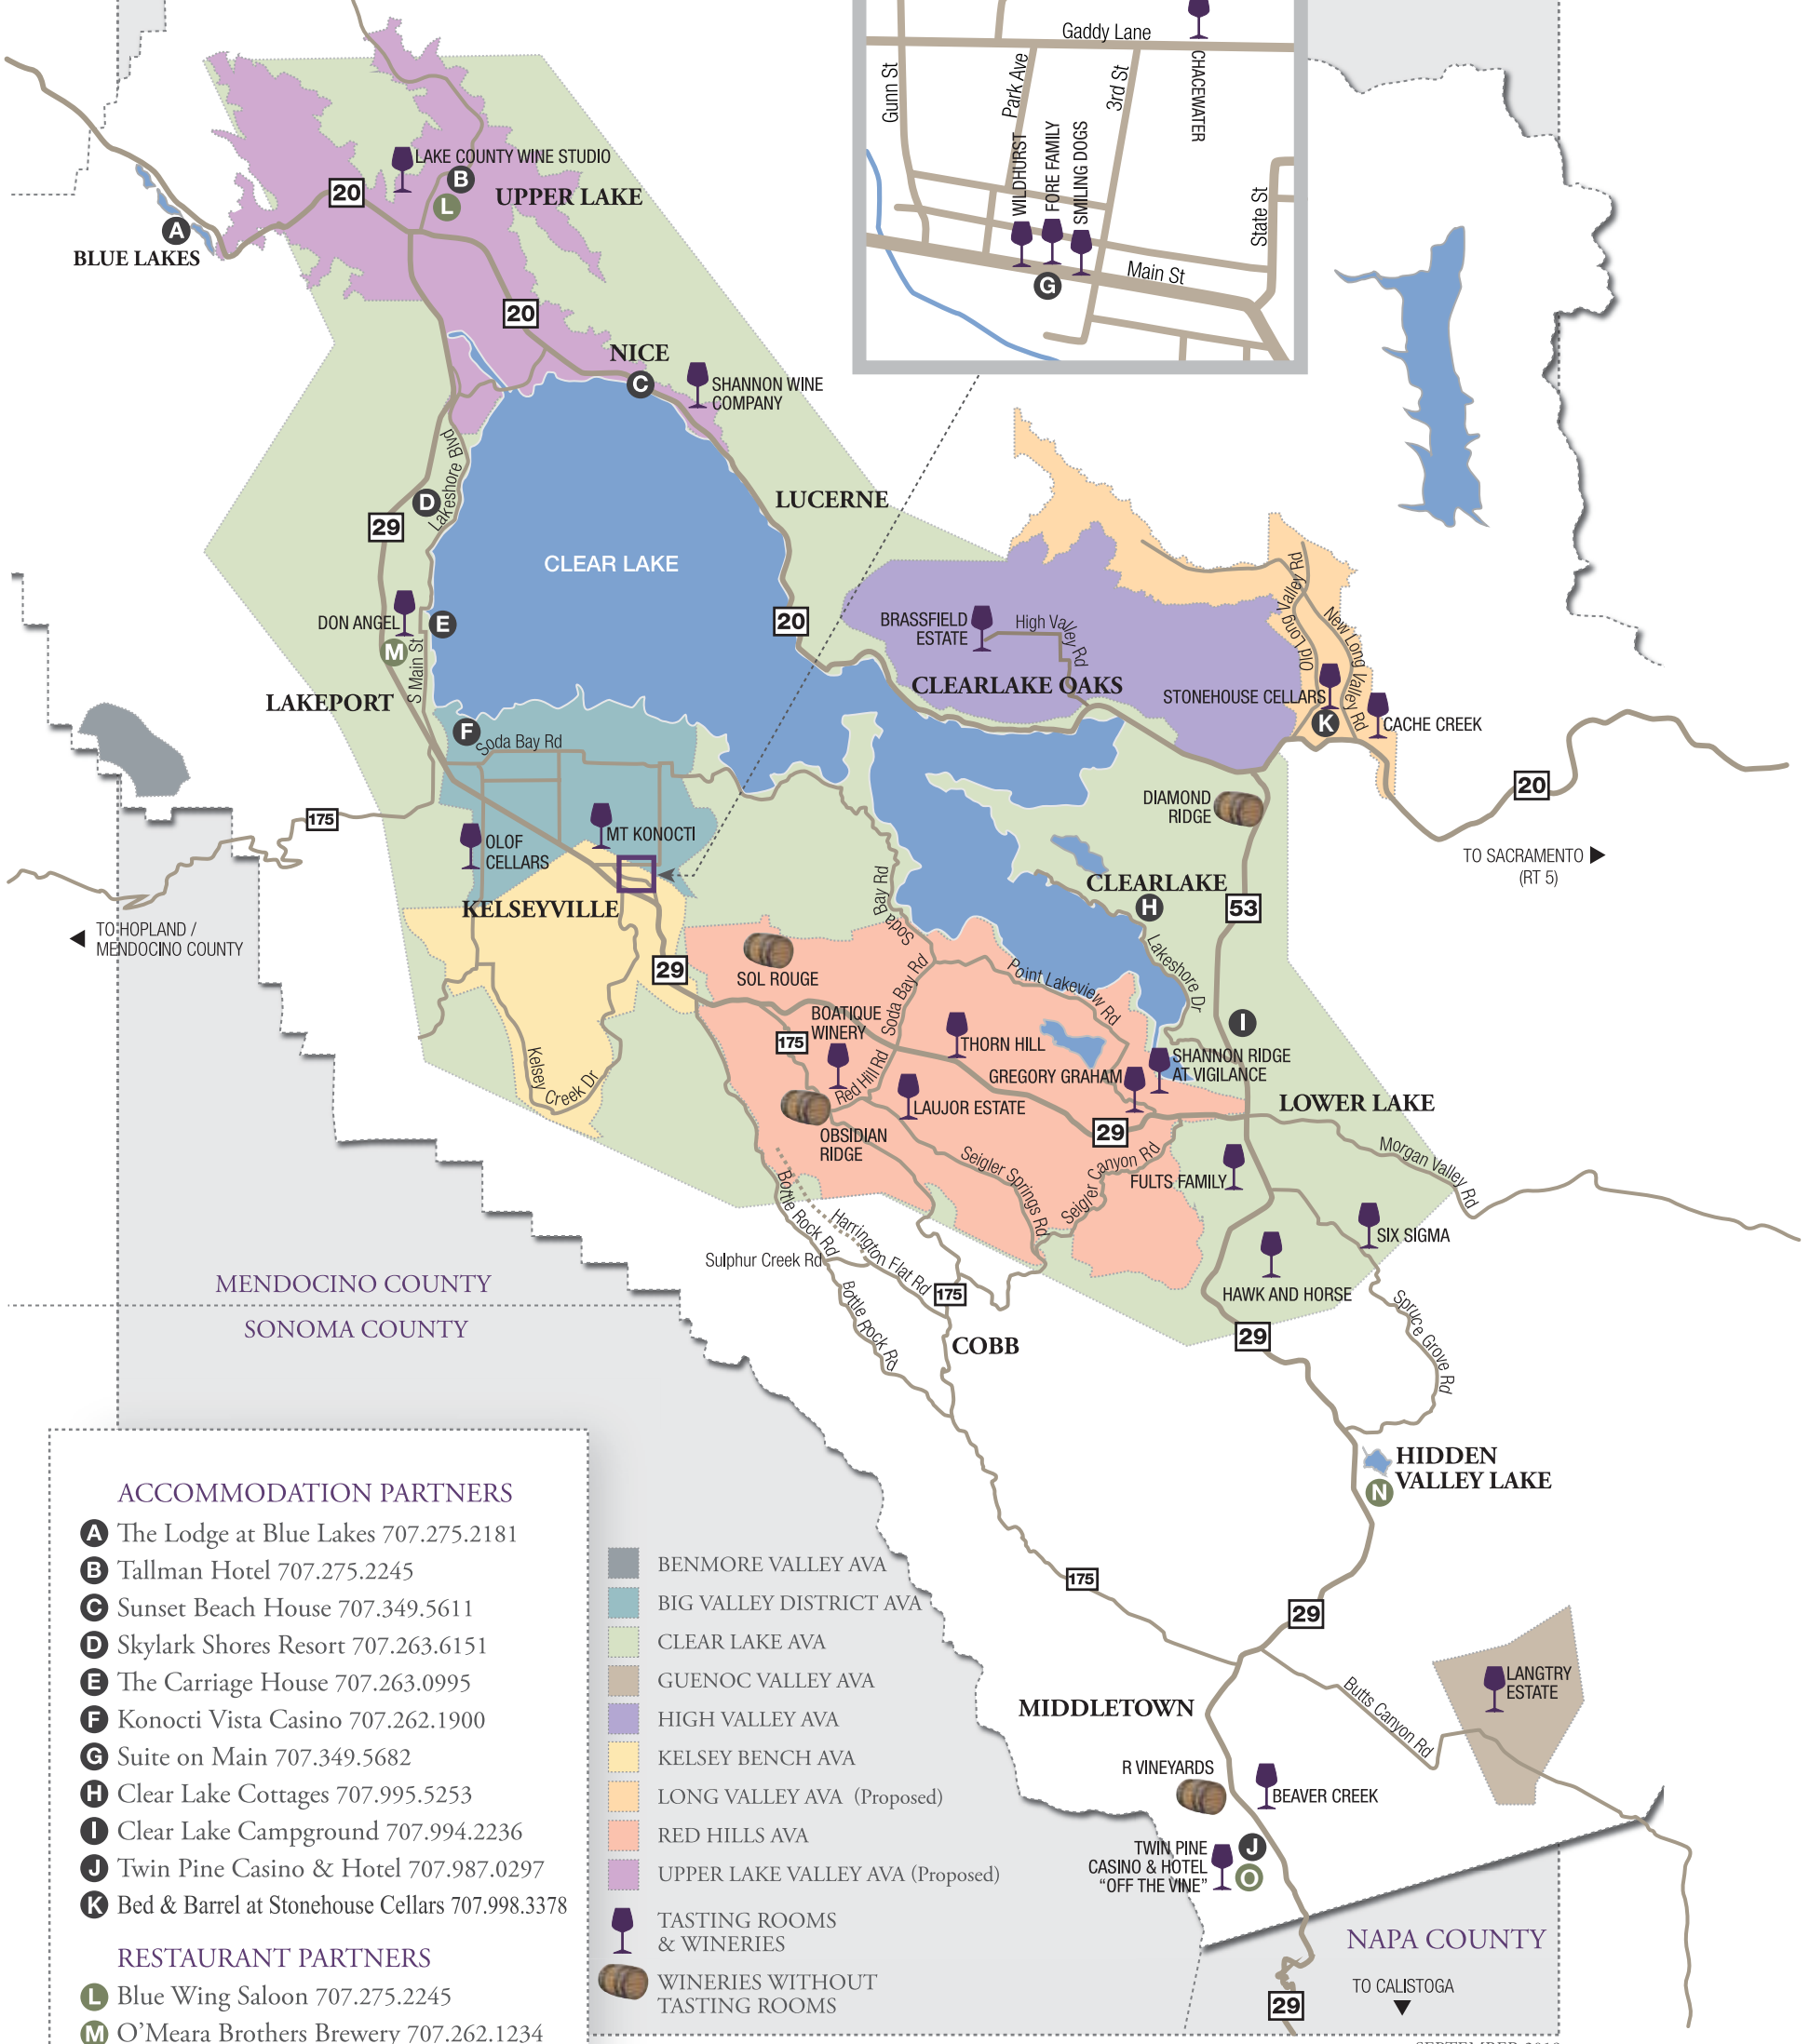 Gaddy Lane
Gunn St
Park Ave
3rd St
CHACEWATER
WILDHURST
FORE FAMILY
SMILING DOGS
State St
Main St
G
LAKE COUNTY WINE STUDIO
B
L
UPPER LAKE
20
A
BLUE LAKES
20
NICE
C
SHANNON WINE
COMPANY
Lakeshore Blvd
D
29
LUCERNE
CLEAR LAKE
DON ANGEL
E
M
S Main St
LAKEPORT
20
BRASSFIELD
ESTATE
High Valley Rd
CLEARLAKE OAKS
Old Long Valley Rd
New Long Valley Rd
STONEHOUSE CELLARS
K
CACHE CREEK
F
Soda Bay Rd
20
DIAMOND
RIDGE
TO SACRAMENTO
(RT 5)
175
OLOF
CELLARS
MT KONOCTI
KELSEYVILLE
TO HOPLAND /
MENDOCINO COUNTY
Soda Bay Rd
CLEARLAKE
H
53
29
SOL ROUGE
Soda Bay Rd
Point Lakeview Rd
Lakeshore Dr
I
BOATIQUE
WINERY
175
THORN HILL
Red Hill Rd
GREGORY GRAHAM
SHANNON RIDGE
AT VIGILANCE
Kelsey Creek Dr
LAUJOR ESTATE
OBSIDIAN
RIDGE
29
LOWER LAKE
Morgan Valley Rd
Seigler Springs Rd
Seigler Canyon Rd
FULTS FAMILY
Bottle Rock Rd
Harrington Flat Rd
Sulphur Creek Rd
SIX SIGMA
HAWK AND HORSE
Spruce Grove Rd
MENDOCINO COUNTY
SONOMA COUNTY
Bottle Rock Rd
175
COBB
29
HIDDEN
VALLEY LAKE
N
175
29
MIDDLETOWN
Butts Canyon Rd
LANGTRY
ESTATE
R VINEYARDS
BEAVER CREEK
TWIN PINE
CASINO & HOTEL
“OFF THE VINE”
J
O
NAPA COUNTY
TO CALISTOGA
29
ACCOMMODATION PARTNERS
A The Lodge at Blue Lakes 707.275.2181
B Tallman Hotel 707.275.2245
C Sunset Beach House 707.349.5611
D Skylark Shores Resort 707.263.6151
E The Carriage House 707.263.0995
F Konocti Vista Casino 707.262.1900
G Suite on Main 707.349.5682
H Clear Lake Cottages 707.995.5253
I Clear Lake Campground 707.994.2236
J Twin Pine Casino & Hotel 707.987.0297
K Bed & Barrel at Stonehouse Cellars 707.998.3378
RESTAURANT PARTNERS
L Blue Wing Saloon 707.275.2245
M O’Meara Brothers Brewery 707.262.1234
BENMORE VALLEY AVA
BIG VALLEY DISTRICT AVA
CLEAR LAKE AVA
GUENOC VALLEY AVA
HIGH VALLEY AVA
KELSEY BENCH AVA
LONG VALLEY AVA (Proposed)
RED HILLS AVA
UPPER LAKE VALLEY AVA (Proposed)
TASTING ROOMS
& WINERIES
WINERIES WITHOUT
TASTING ROOMS